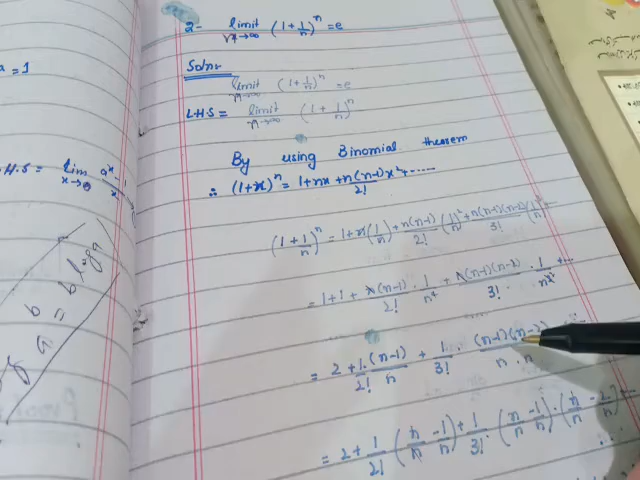 2- limit n→∞ (1+1/n)^n = e
Soln:
limit n→∞ (1+1/n)^n = e
L.H.S = limit n→∞ (1+1/n)^n
By using Binomial theorem
∴ (1+x)^n = 1+nx+n(n-1)x²/2!+.....
(1+1/n)^n = 1+n(1/n)+n(n-1)/2! (1/n)²+n(n-1)(n-2)/3! (1/n)³
= 1+1+n(n-1)/2! · 1/n²+n(n-1)(n-2)/3! · 1/n³+...
= 2+1/2! (n-1)/n + 1/3! (n-1)(n-2)/n·n
= 2+1/2! (n/n-1/n)+1/3! · (n/n-1/n)·(n/n-2/n)...
a = 1
.H.S = lim x→0 a^x-1/x